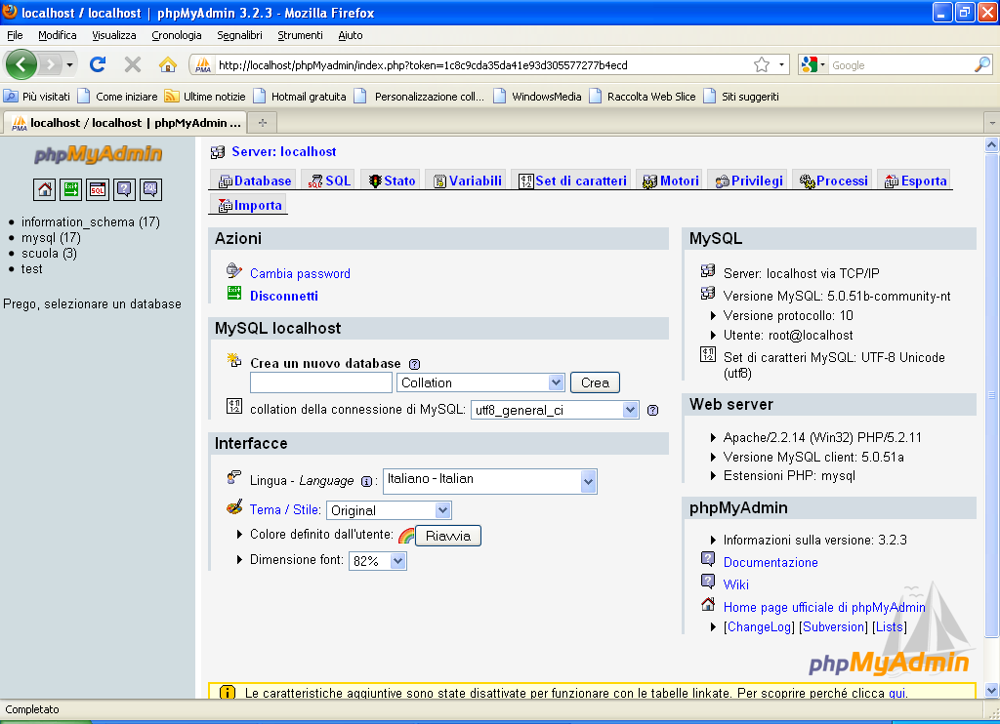 localhost / localhost | phpMyAdmin 3.2.3 - Mozilla Firefox
File Modifica Visualizza Cronologia Segnalibri Strumenti Aiuto
PMA http://localhost/phpMyadmin/index.php?token=1c8c9cda35da41e93d305577277b4ecd Google
Più visitati Come iniziare Ultime notizie Hotmail gratuita Personalizzazione coll... WindowsMedia Raccolta Web Slice Siti suggeriti
PMA localhost / localhost | phpMyAdmin ...
phpMyAdmin
Exit SQL ? SQL
information_schema (17)
mysql (17)
scuola (3)
test
Prego, selezionare un database
Server: localhost
Database SQL Stato Variabili Set di caratteri Motori Privilegi Processi Esporta
Importa
Azioni
Cambia password
Disconnetti
MySQL localhost
Crea un nuovo database ?
Collation Crea
collation della connessione di MySQL: utf8_general_ci ?
Interfacce
Lingua - Language i : Italiano - Italian
Tema / Stile: Original
Colore definito dall'utente: Riavvia
Dimensione font: 82%
MySQL
Server: localhost via TCP/IP
Versione MySQL: 5.0.51b-community-nt
Versione protocollo: 10
Utente: root@localhost
Set di caratteri MySQL: UTF-8 Unicode
(utf8)
Web server
Apache/2.2.14 (Win32) PHP/5.2.11
Versione MySQL client: 5.0.51a
Estensioni PHP: mysql
phpMyAdmin
Informazioni sulla versione: 3.2.3
Documentazione
Wiki
Home page ufficiale di phpMyAdmin
[ChangeLog] [Subversion] [Lists]
phpMyAdmin
Le caratteristiche aggiuntive sono state disattivate per funzionare con le tabelle linkate. Per scoprire perché clicca qui.
Completato